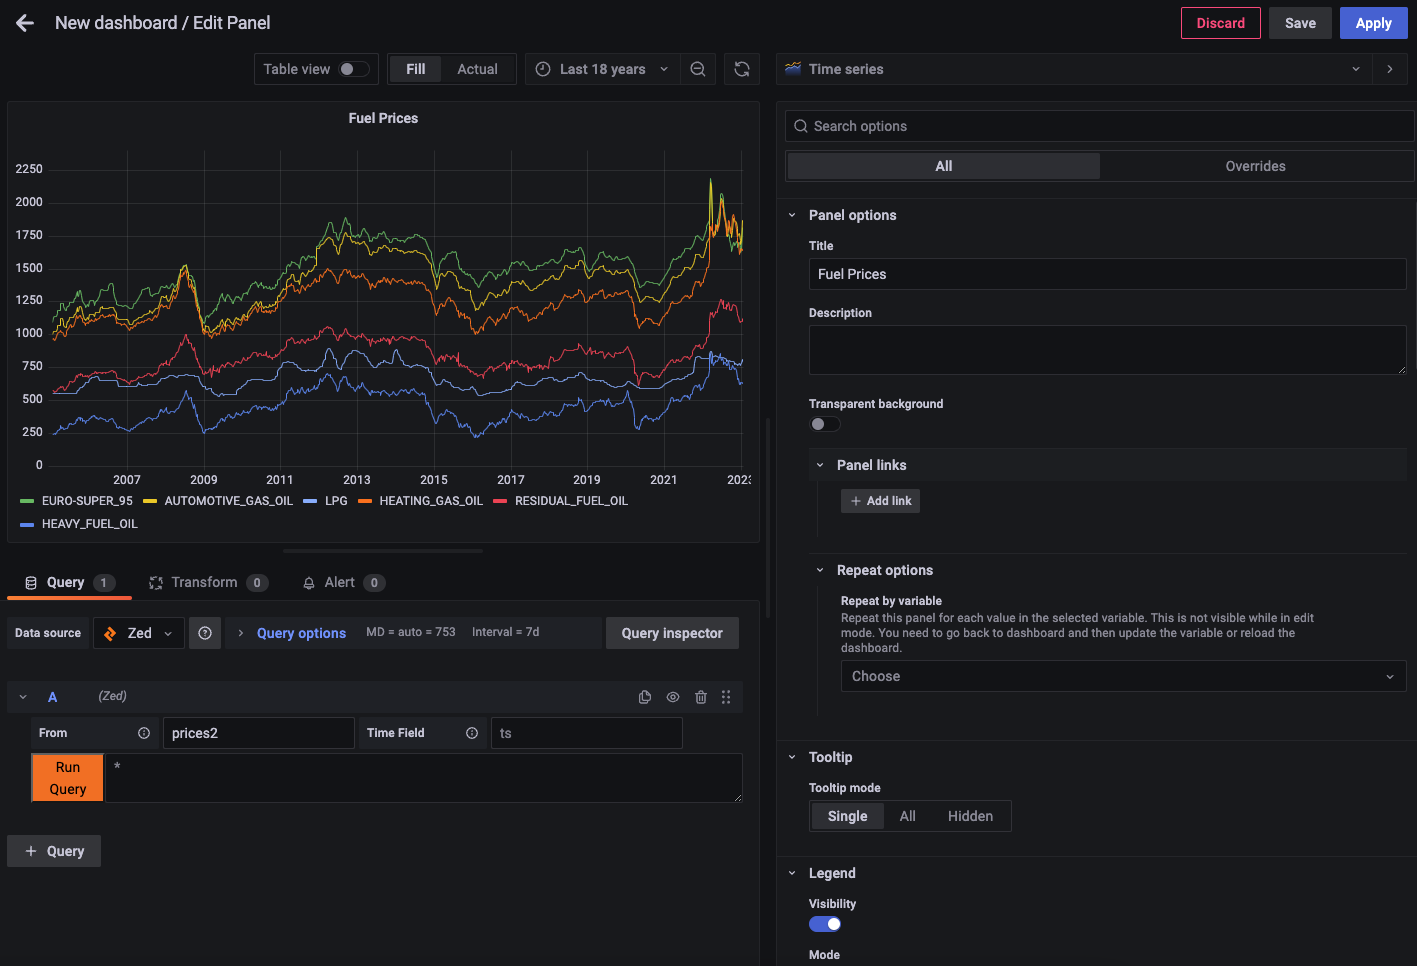 New dashboard / Edit Panel
Discard
Save
Apply
Table view
Fill
Actual
Last 18 years
Time series
Fuel Prices
2250
2000
1750
1500
1250
1000
750
500
250
0
2007
2009
2011
2013
2015
2017
2019
2021
2023
EURO-SUPER_95
AUTOMOTIVE_GAS_OIL
LPG
HEATING_GAS_OIL
RESIDUAL_FUEL_OIL
HEAVY_FUEL_OIL
Query 1
Transform 0
Alert 0
Data source
Zed
Query options
MD = auto = 753
Interval = 7d
Query inspector
A
(Zed)
From
prices2
Time Field
ts
Run
Query
*
+ Query
Search options
All
Overrides
Panel options
Title
Fuel Prices
Description
Transparent background
Panel links
+ Add link
Repeat options
Repeat by variable
Repeat this panel for each value in the selected variable. This is not visible while in edit
mode. You need to go back to dashboard and then update the variable or reload the
dashboard.
Choose
Tooltip
Tooltip mode
Single
All
Hidden
Legend
Visibility
Mode